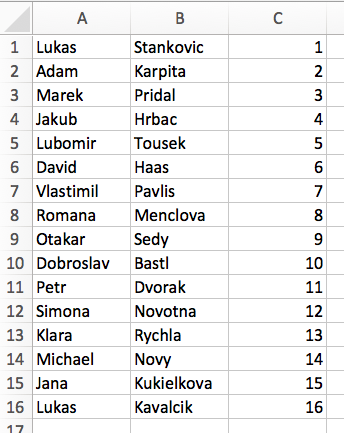 A B C
1 Lukas Stankovic 1
2 Adam Karpita 2
3 Marek Pridal 3
4 Jakub Hrbac 4
5 Lubomir Tousek 5
6 David Haas 6
7 Vlastimil Pavlis 7
8 Romana Menclova 8
9 Otakar Sedy 9
10 Dobroslav Bastl 10
11 Petr Dvorak 11
12 Simona Novotna 12
13 Klara Rychla 13
14 Michael Novy 14
15 Jana Kukielkova 15
16 Lukas Kavalcik 16
17